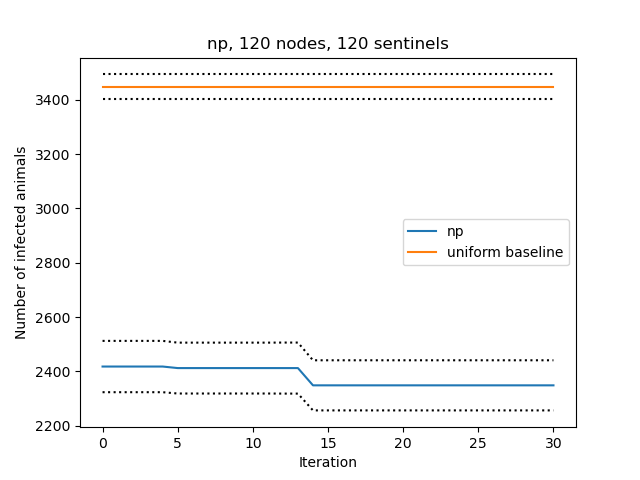 np, 120 nodes, 120 sentinels
Number of infected animals
3400
3200
3000
2800
2600
2400
2200
np
uniform baseline
0 5 10 15 20 25 30
Iteration